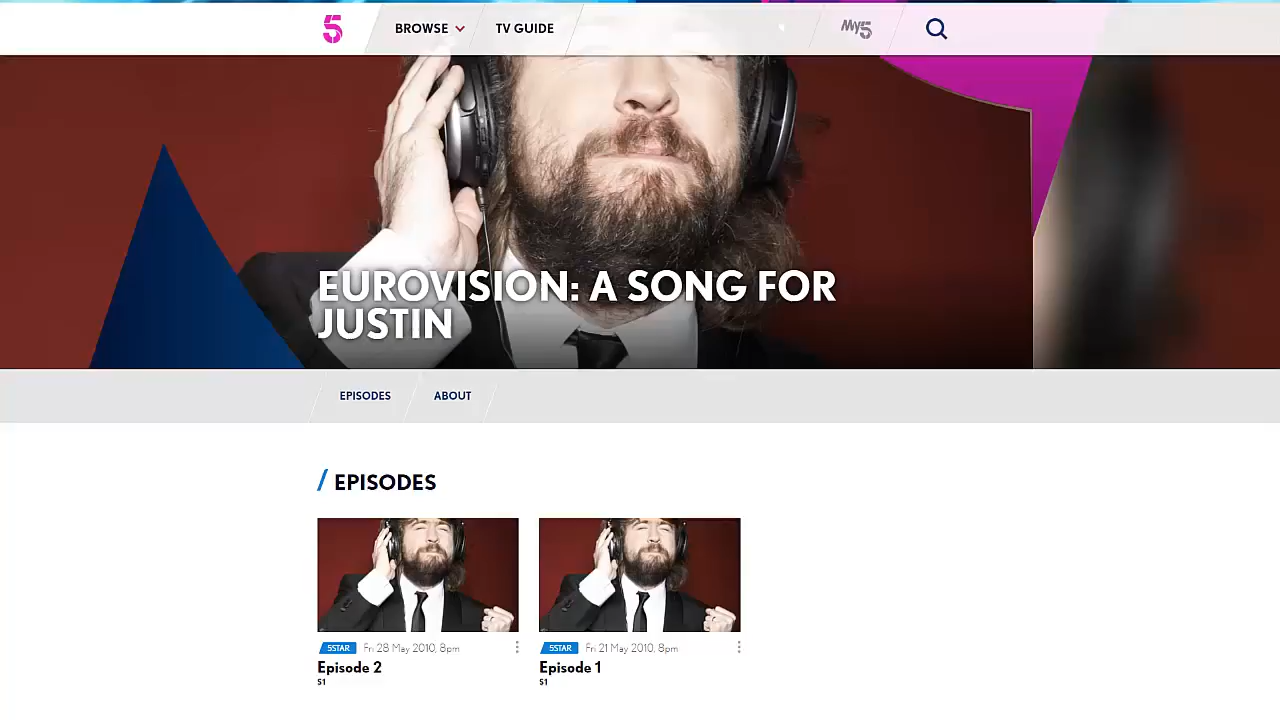 5
BROWSE
TV GUIDE
My5
EUROVISION: A SONG FOR
JUSTIN
EPISODES
ABOUT
/ EPISODES
5STAR Fri 28 May 2010, 8pm
Episode 2
S1
5STAR Fri 21 May 2010, 8pm
Episode 1
S1